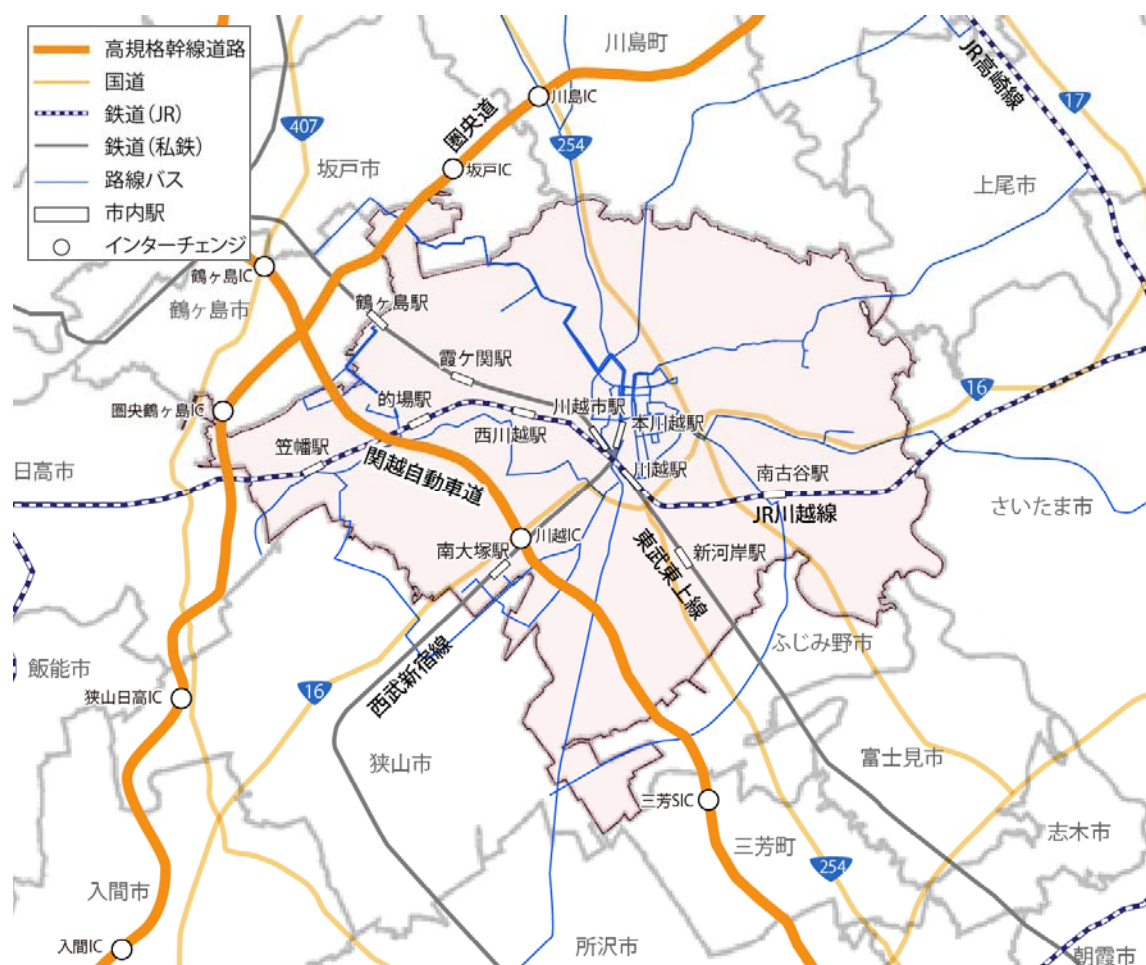 高規格幹線道路
国道
鉄道(JR)
鉄道(私鉄)
路線バス
市内駅
インターチェンジ
川島町
JR高崎線
川島IC
17
圏央道
407
254
坂戸市
坂戸IC
上尾市
鶴ヶ島IC
鶴ヶ島市
鶴ヶ島駅
霞ケ関駅
16
圏央鶴ヶ島IC
的場駅
川越市駅
本川越駅
西川越駅
笠幡駅
日高市
関越自動車道
川越駅
南古谷駅
さいたま市
JR川越線
川越IC
南大塚駅
新河岸駅
東武東上線
ふじみ野市
飯能市
狭山日高IC
16
西武新宿線
狭山市
富士見市
三芳SIC
志木市
三芳町
254
入間市
入間IC
所沢市
朝霞市